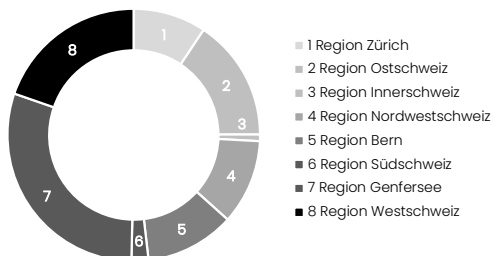 1
2
3
4
5
6
7
8
1 Region Zürich
2 Region Ostschweiz
3 Region Innerschweiz
4 Region Nordwestschweiz
5 Region Bern
6 Region Südschweiz
7 Region Genfersee
8 Region Westschweiz